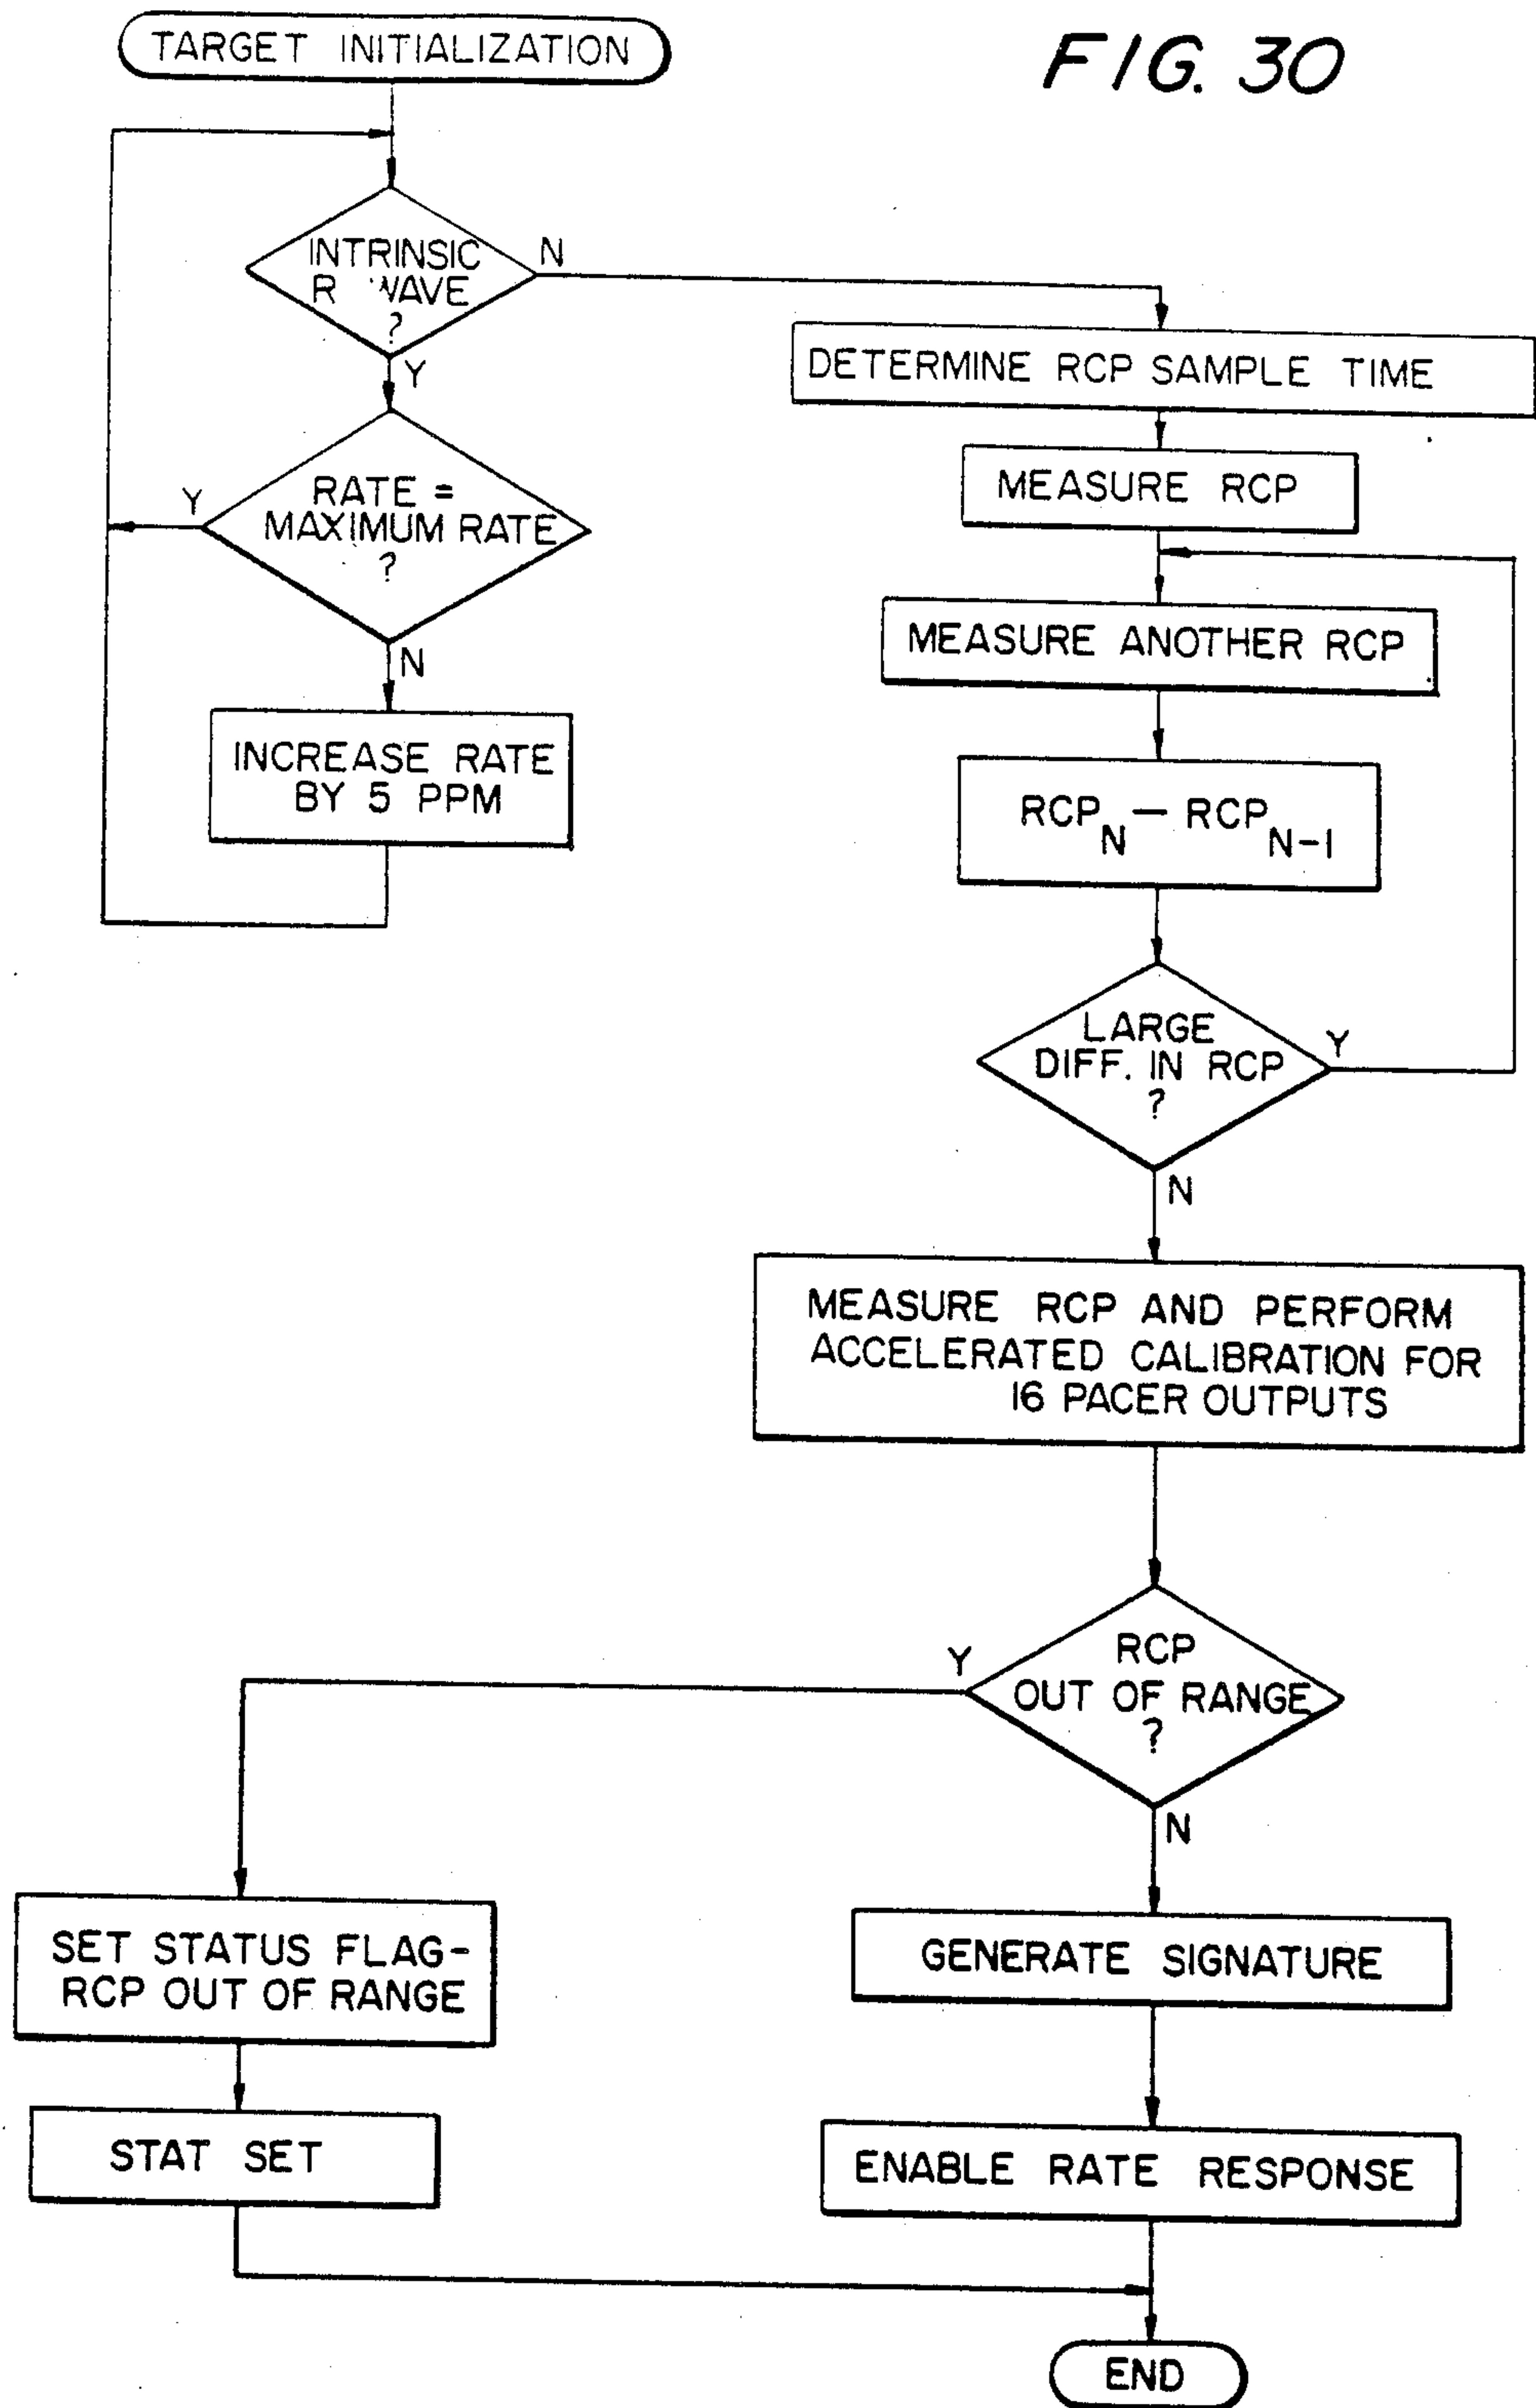 TARGET INITIALIZATION
FIG. 30
INTRINSIC
R WAVE
?
N
Y
DETERMINE RCP SAMPLE TIME
MEASURE RCP
RATE =
MAXIMUM RATE
?
Y
N
INCREASE RATE
BY 5 PPM
MEASURE ANOTHER RCP
RCP_N — RCP_N-1
LARGE
DIFF. IN RCP
?
Y
N
MEASURE RCP AND PERFORM
ACCELERATED CALIBRATION FOR
16 PACER OUTPUTS
RCP
OUT OF RANGE
?
Y
N
SET STATUS FLAG-
RCP OUT OF RANGE
STAT SET
GENERATE SIGNATURE
ENABLE RATE RESPONSE
END